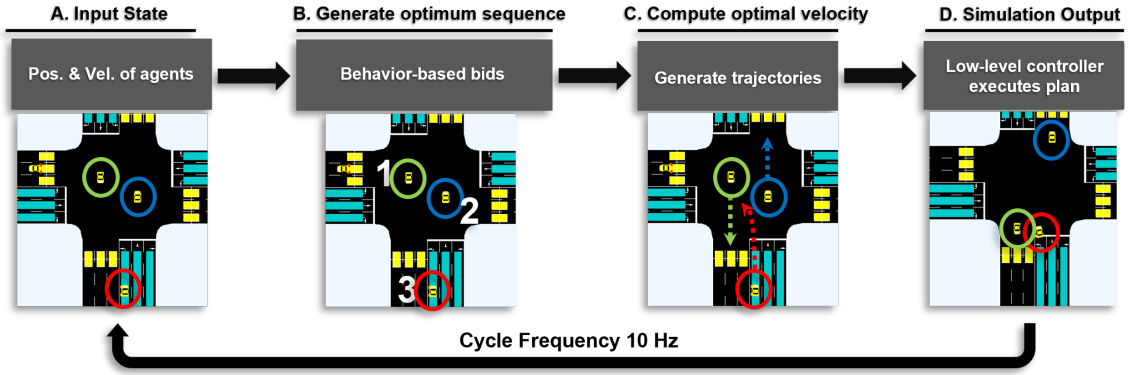 A. Input State
B. Generate optimum sequence
C. Compute optimal velocity
D. Simulation Output
Pos. & Vel. of agents
Behavior-based bids
Generate trajectories
Low-level controller
executes plan
1
2
3
Cycle Frequency 10 Hz